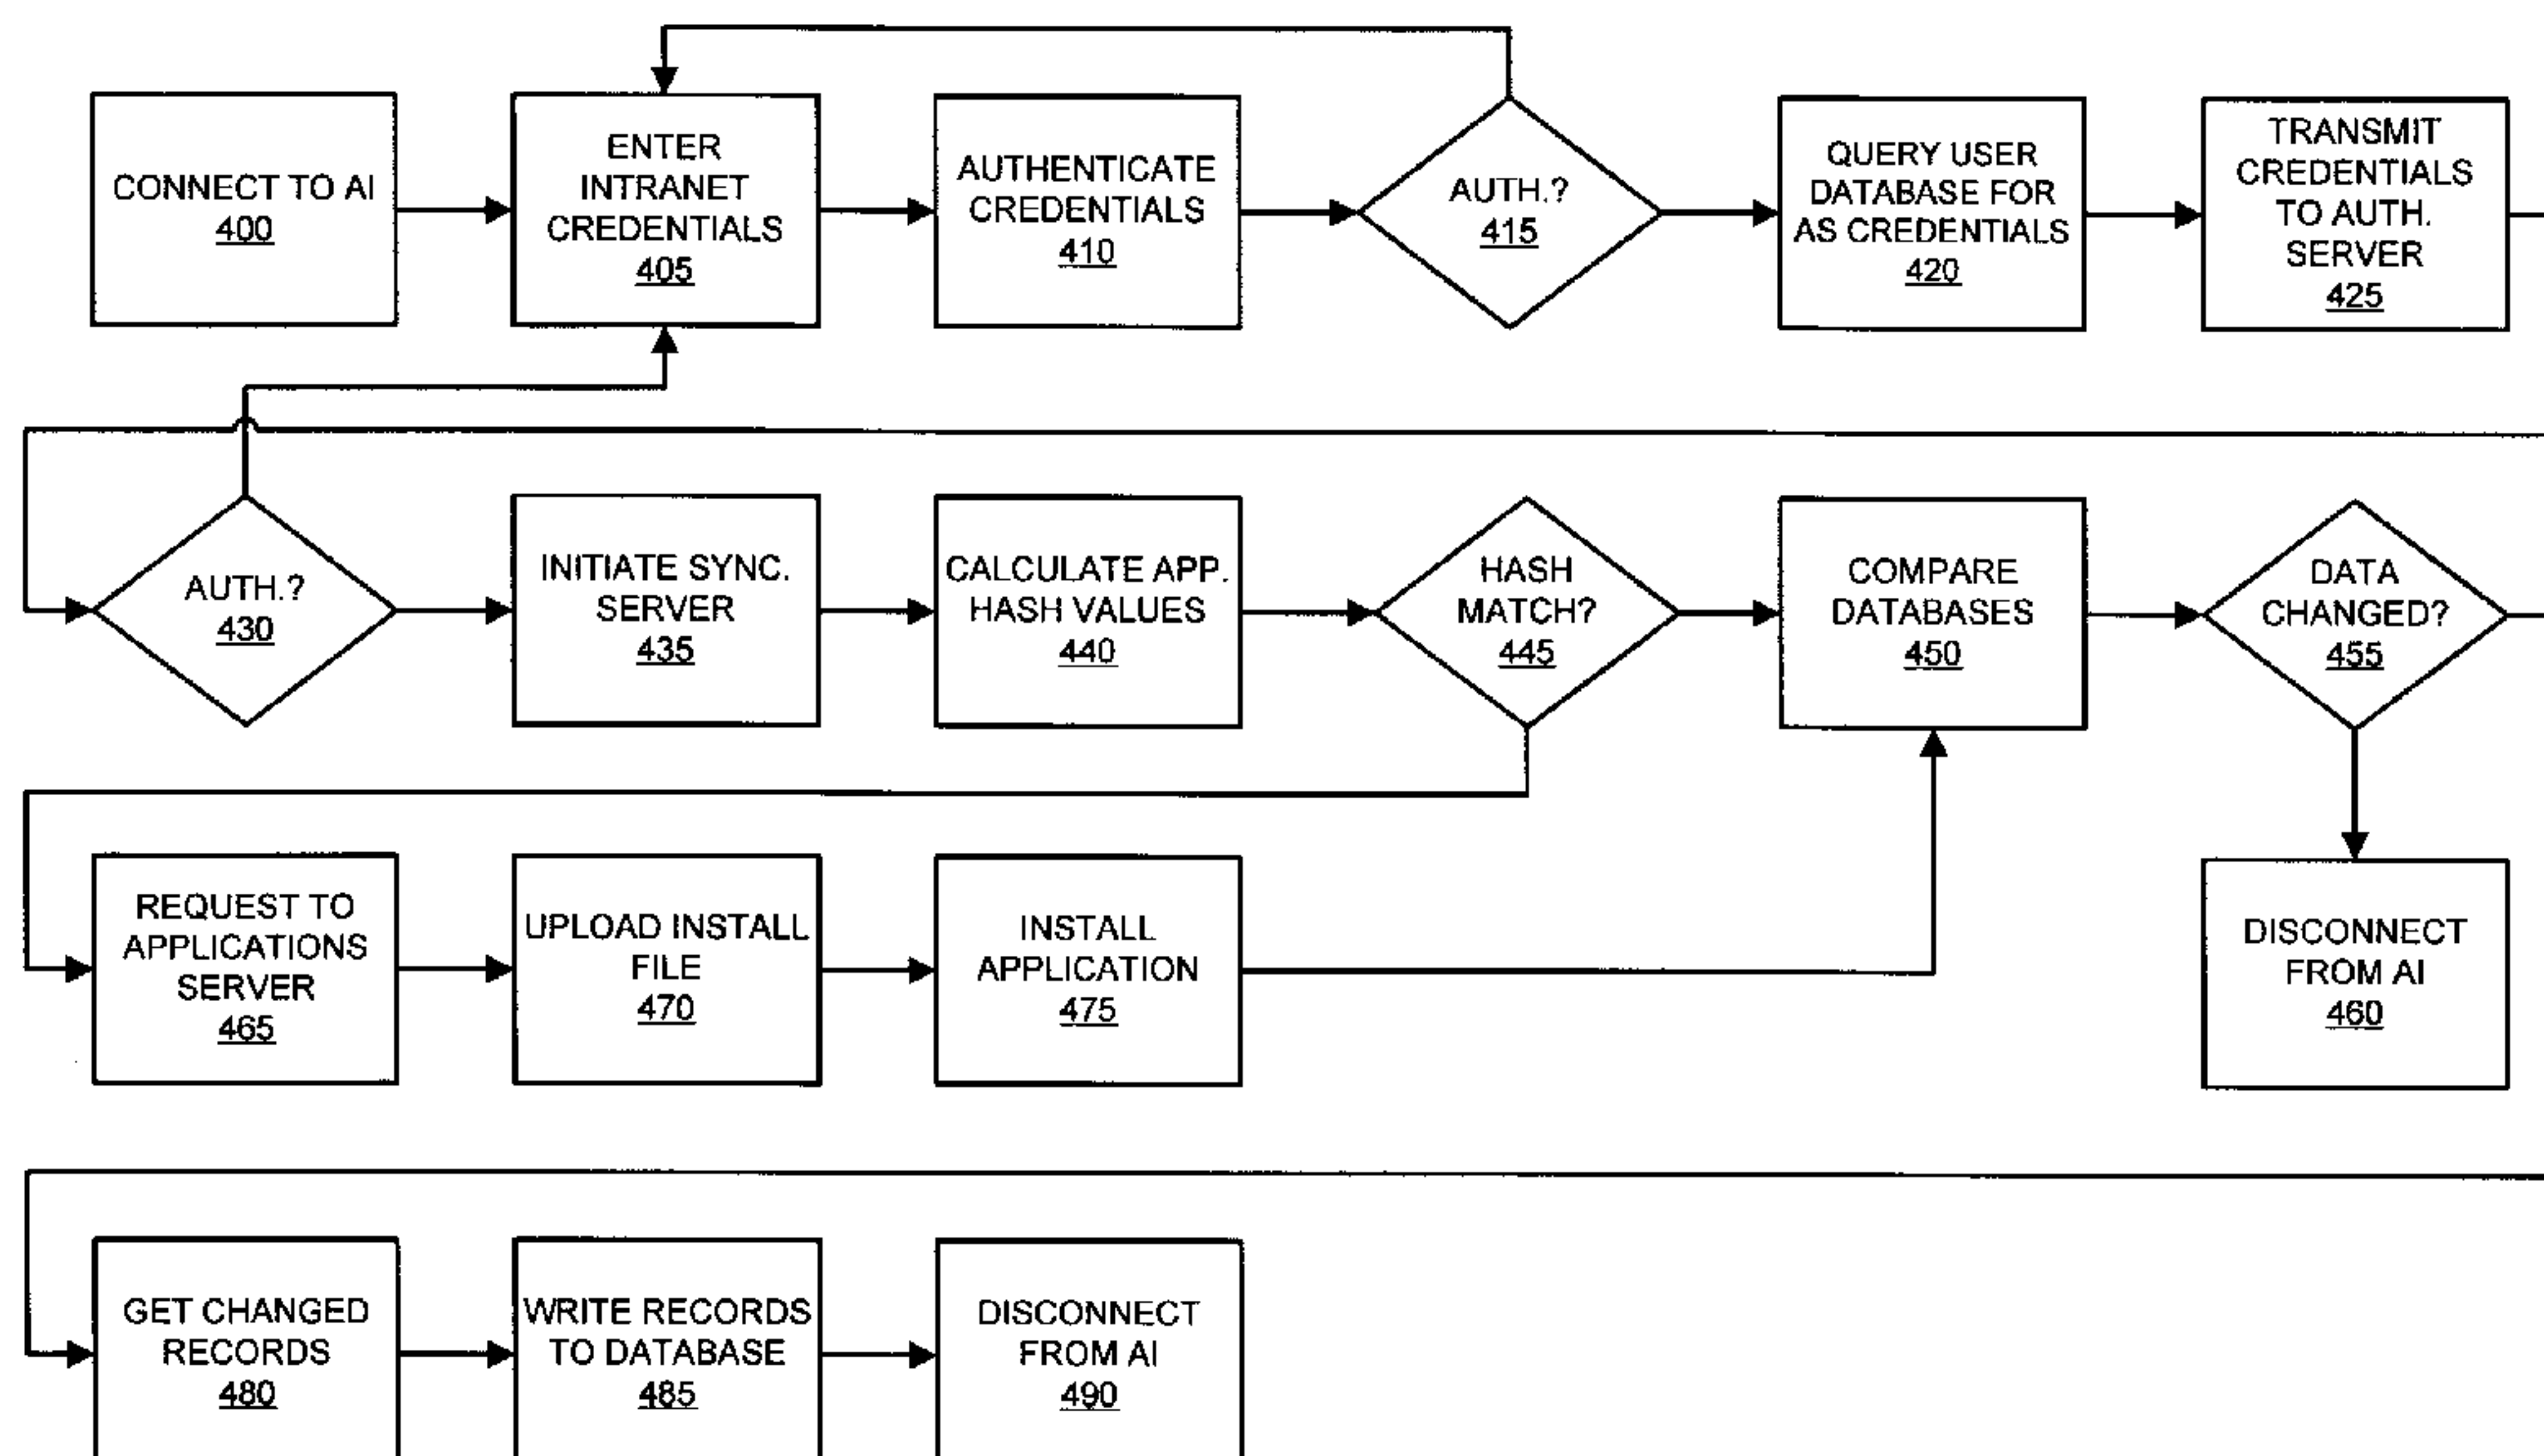 CONNECT TO AI
400
ENTER
INTRANET
CREDENTIALS
405
AUTHENTICATE
CREDENTIALS
410
AUTH.?
415
QUERY USER
DATABASE FOR
AS CREDENTIALS
420
TRANSMIT
CREDENTIALS
TO AUTH.
SERVER
425
AUTH.?
430
INITIATE SYNC.
SERVER
435
CALCULATE APP.
HASH VALUES
440
HASH
MATCH?
445
COMPARE
DATABASES
450
DATA
CHANGED?
455
REQUEST TO
APPLICATIONS
SERVER
465
UPLOAD INSTALL
FILE
470
INSTALL
APPLICATION
475
DISCONNECT
FROM AI
460
GET CHANGED
RECORDS
480
WRITE RECORDS
TO DATABASE
485
DISCONNECT
FROM AI
490